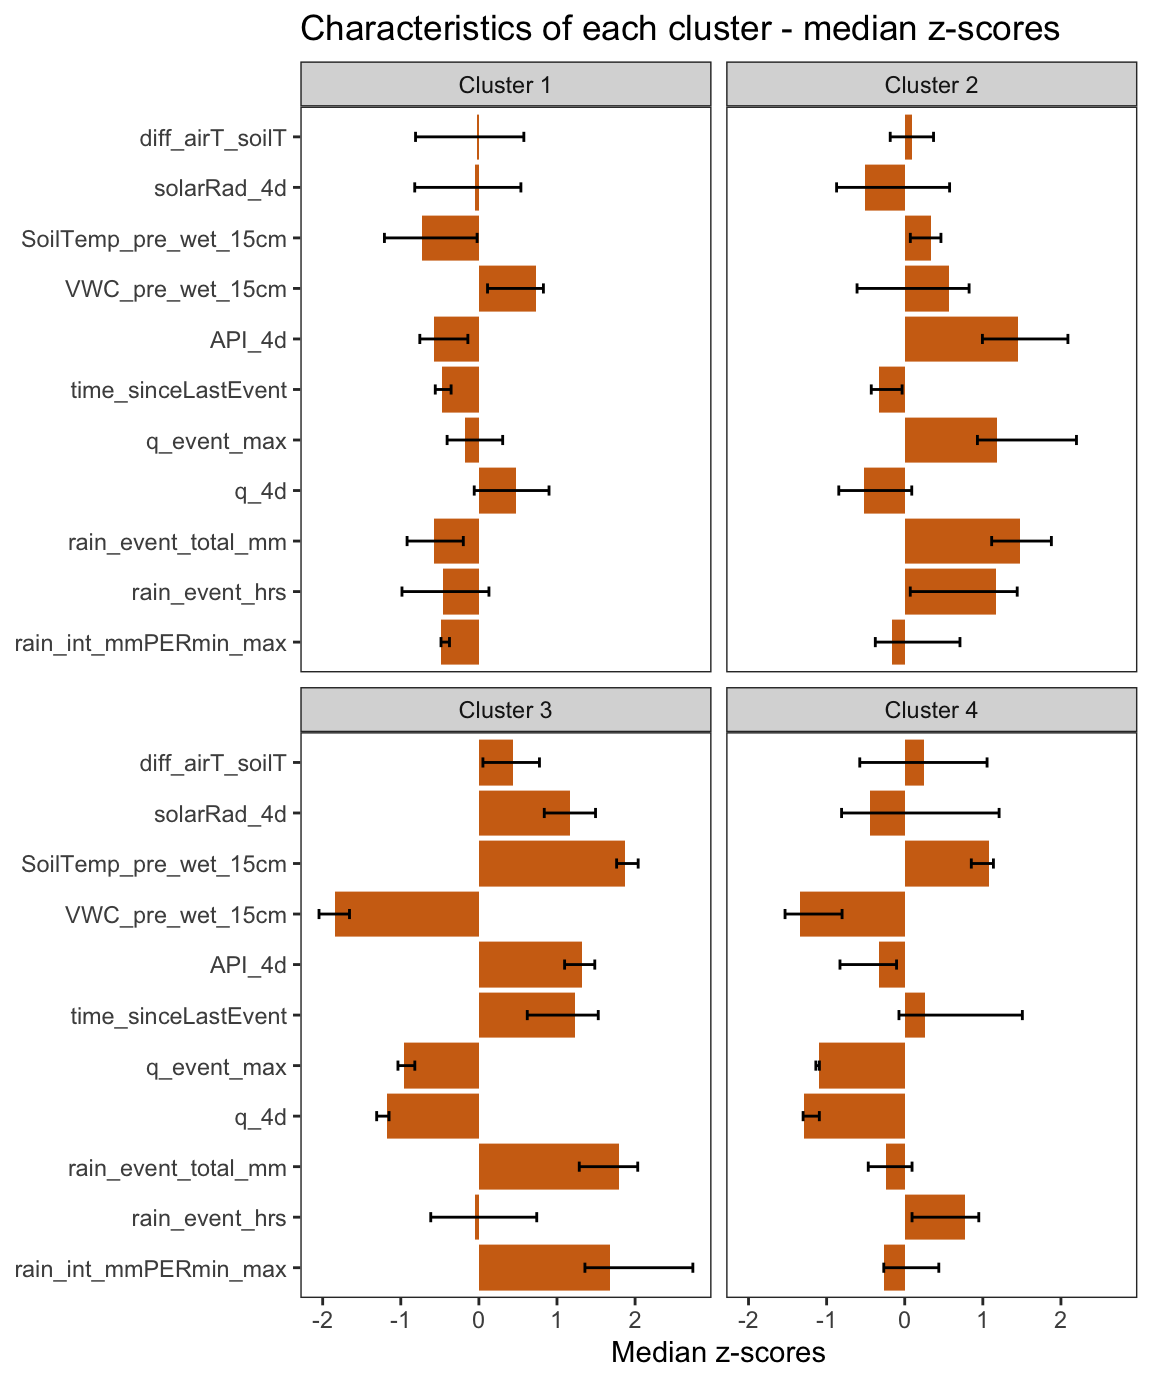 Characteristics of each cluster - median z-scores
Cluster 1
Cluster 2
diff_airT_soilT
solarRad_4d
SoilTemp_pre_wet_15cm
VWC_pre_wet_15cm
API_4d
time_sinceLastEvent
q_event_max
q_4d
rain_event_total_mm
rain_event_hrs
rain_int_mmPERmin_max
Cluster 3
Cluster 4
diff_airT_soilT
solarRad_4d
SoilTemp_pre_wet_15cm
VWC_pre_wet_15cm
API_4d
time_sinceLastEvent
q_event_max
q_4d
rain_event_total_mm
rain_event_hrs
rain_int_mmPERmin_max
-2 -1 0 1 2
-2 -1 0 1 2
Median z-scores